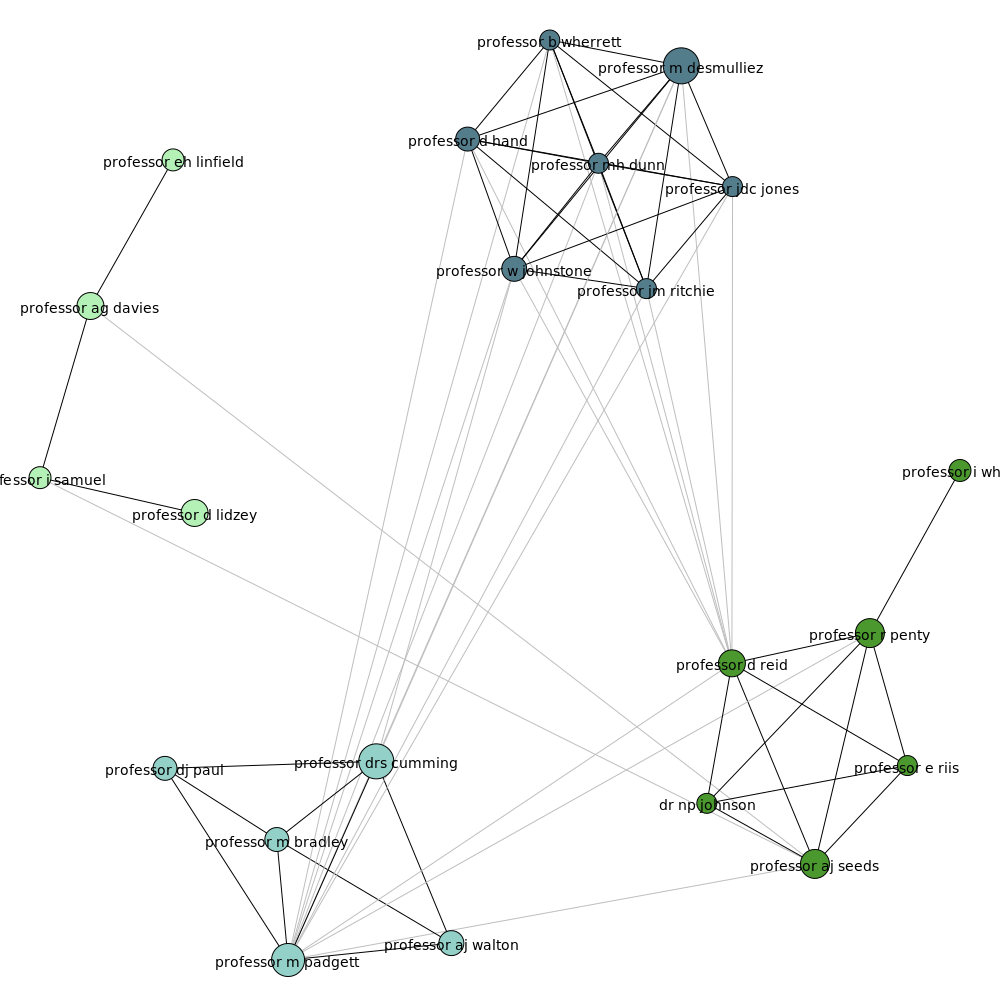 professor b wherrett
professor m desmulliez
professor d hand
professor eh linfield
professor mh dunn
professor jdc jones
professor w johnstone
professor jm ritchie
professor ag davies
professor i wh
fessor i samuel
professor d lidzey
professor r penty
professor d reid
professor drs cumming
professor dj paul
professor e riis
dr np johnson
professor m bradley
professor aj seeds
professor aj walton
professor m padgett